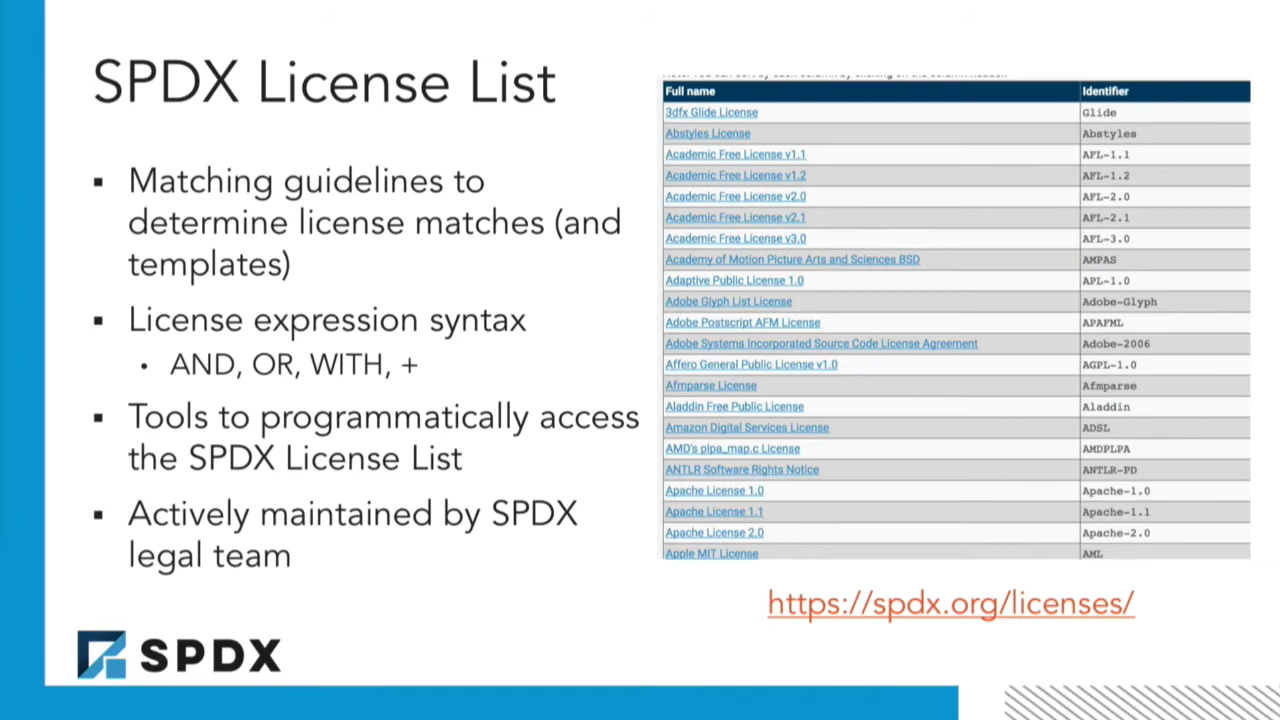 SPDX License List
▪ Matching guidelines to
determine license matches (and
templates)
▪ License expression syntax
• AND, OR, WITH, +
▪ Tools to programmatically access
the SPDX License List
▪ Actively maintained by SPDX
legal team
Full name Identifier
3dfx Glide License Glide
Abstyles License Abstyles
Academic Free License v1.1 AFL-1.1
Academic Free License v1.2 AFL-1.2
Academic Free License v2.0 AFL-2.0
Academic Free License v2.1 AFL-2.1
Academic Free License v3.0 AFL-3.0
Academy of Motion Picture Arts and Sciences BSD AMPAS
Adaptive Public License 1.0 APL-1.0
Adobe Glyph List License Adobe-Glyph
Adobe Postscript AFM License APAFML
Adobe Systems Incorporated Source Code License Agreement Adobe-2006
Affero General Public License v1.0 AGPL-1.0
Afmparse License Afmparse
Aladdin Free Public License Aladdin
Amazon Digital Services License ADSL
AMD's plpa_map.c License AMDPLPA
ANTLR Software Rights Notice ANTLR-PD
Apache License 1.0 Apache-1.0
Apache License 1.1 Apache-1.1
Apache License 2.0 Apache-2.0
Apple MIT License AML
https://spdx.org/licenses/
SPDX